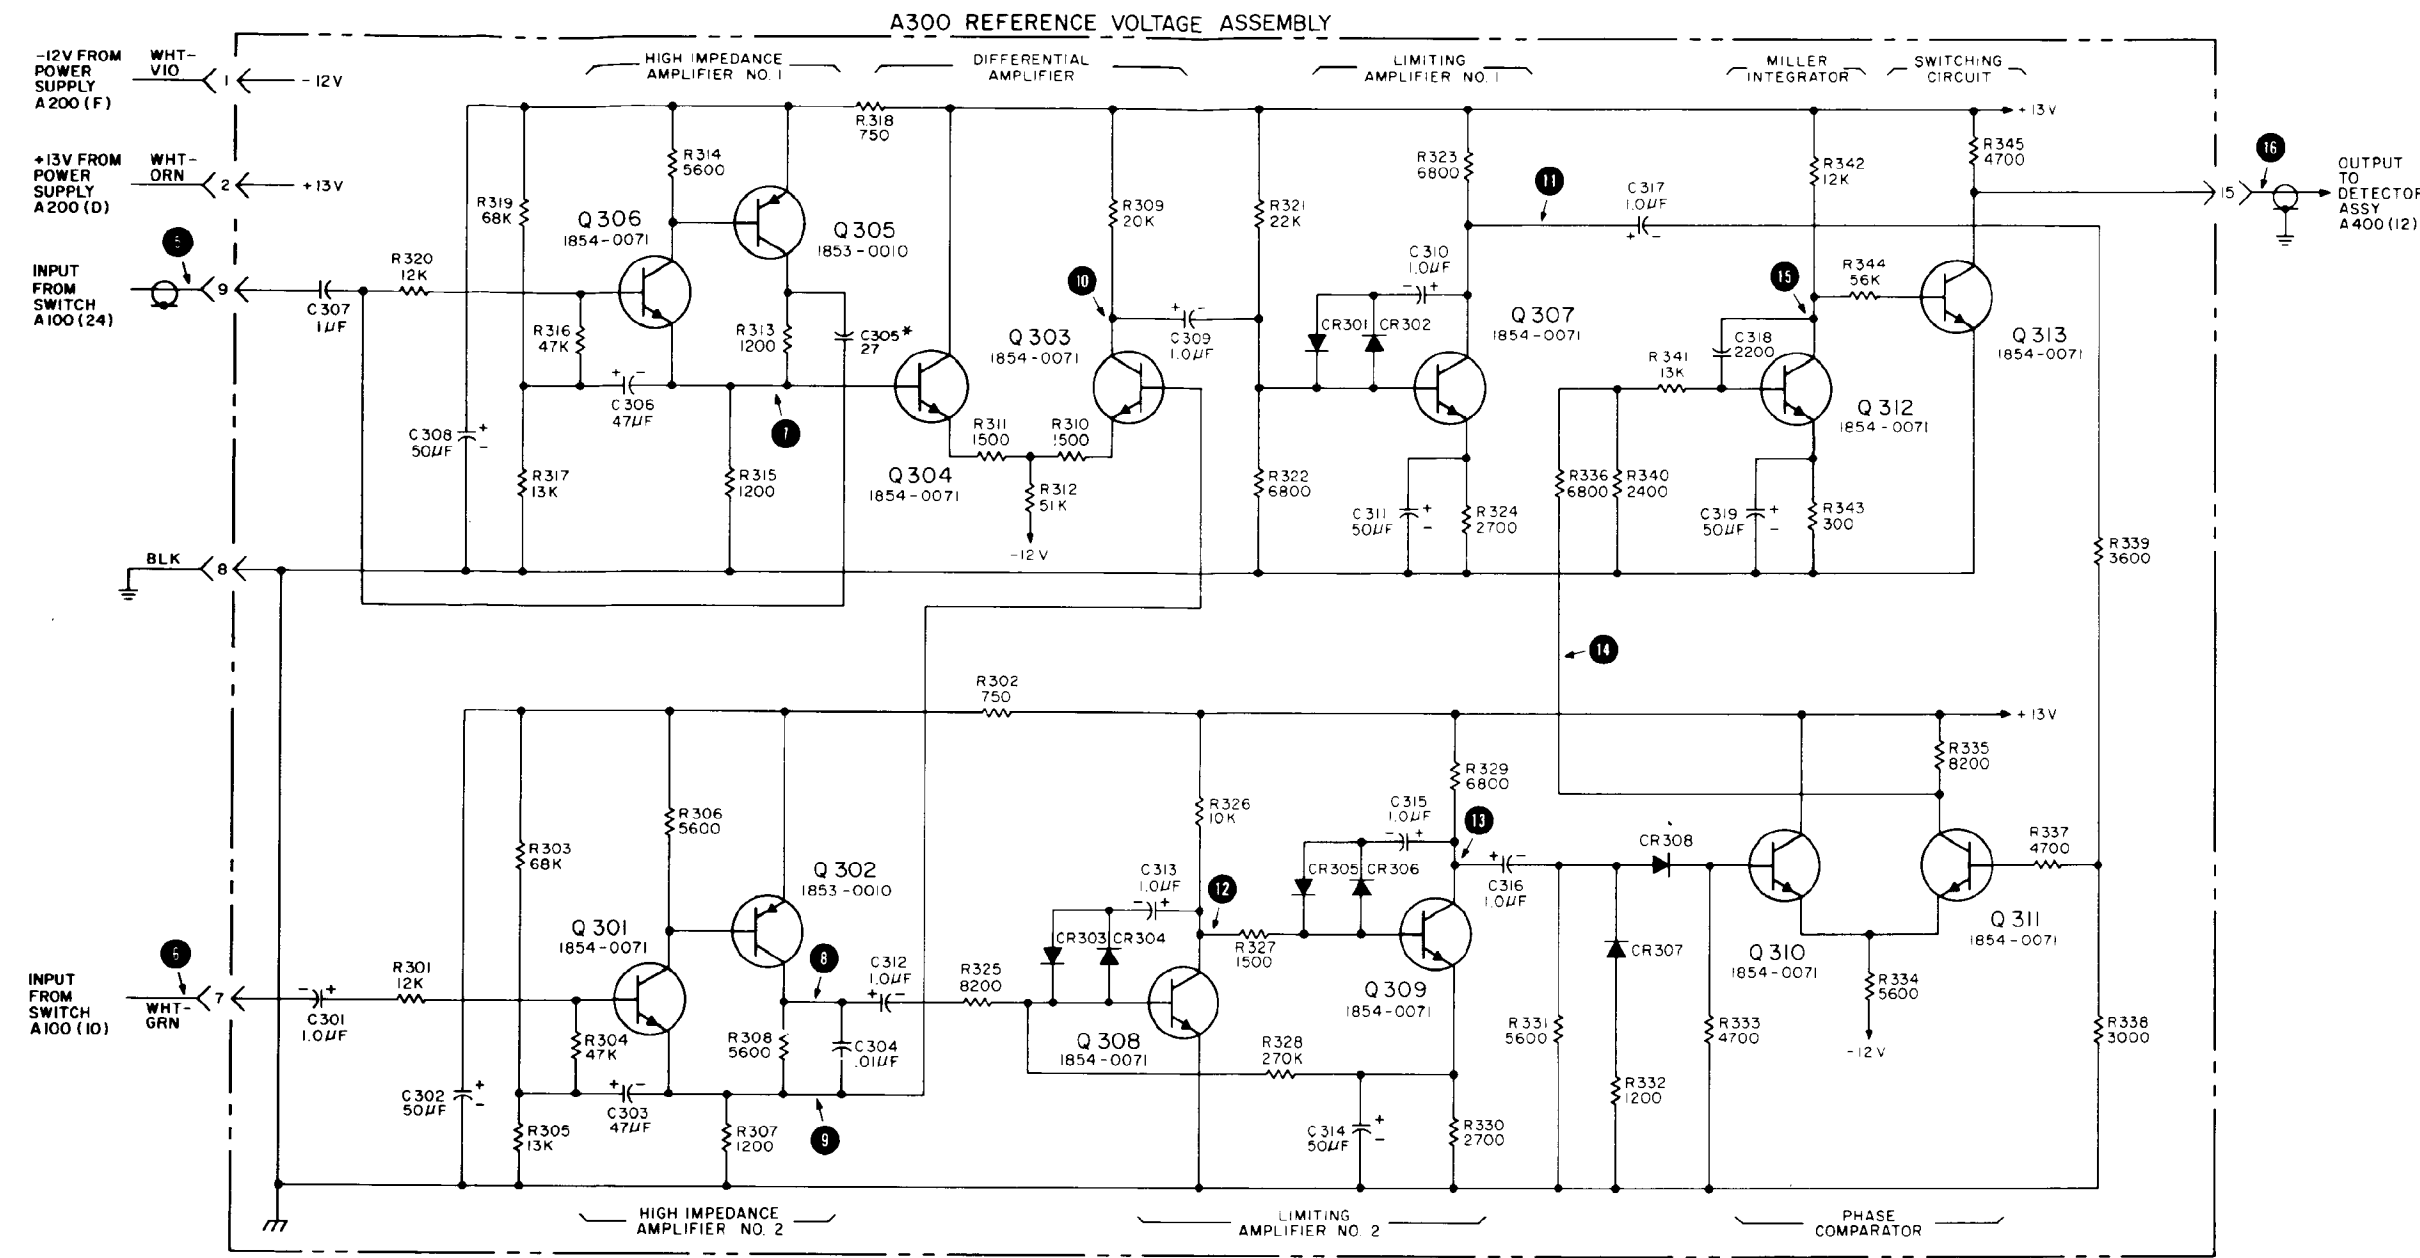 A300 REFERENCE VOLTAGE ASSEMBLY
-12V FROM
POWER
SUPPLY
A200 (F)
WHT-
VIO
1
-12V
HIGH IMPEDANCE
AMPLIFIER NO. 1
DIFFERENTIAL
AMPLIFIER
LIMITING
AMPLIFIER NO. 1
MILLER
INTEGRATOR
SWITCHING
CIRCUIT
+13V FROM
POWER
SUPPLY
A200 (D)
WHT-
ORN
2
+13V
R318
750
+13V
R314
5600
R319
68K
Q306
1854-0071
Q305
1853-0010
R309
20K
R321
22K
R323
6800
11
C317
1.0µF
+ -
R342
12K
R345
4700
16
15
OUTPUT
TO
DETECTOR
ASSY
A400 (12)
INPUT
FROM
SWITCH
A100 (24)
9
C307
1µF
R320
12K
R316
47K
R313
1200
C305*
27
10
+ -
C309
1.0µF
C310
1.0µF
- +
CR301
CR302
Q307
1854-0071
15
R344
56K
Q313
1854-0071
Q303
1854-0071
C318
2200
R341
13K
Q312
1854-0071
+ -
C306
47µF
7
C308
50µF
+
-
R317
13K
R315
1200
Q304
1854-0071
R311
1500
R310
1500
R312
51K
-12V
R322
6800
C311
50µF
+
-
R324
2700
R336
6800
R340
2400
C319
50µF
+
-
R343
300
R339
3600
BLK
8
14
R302
750
+13V
R306
5600
R303
68K
Q302
1853-0010
R326
10K
R329
6800
C315
1.0µF
- +
13
R335
8200
CR308
R337
4700
Q301
1854-0071
C313
1.0µF
- +
12
CR305
CR306
+ -
C316
1.0µF
CR303
CR304
R327
1500
CR307
Q310
1854-0071
Q311
1854-0071
6
INPUT
FROM
SWITCH
A100 (10)
7
WHT-
GRN
- +
C301
1.0µF
R301
12K
8
C312
1.0µF
+ -
R325
8200
Q309
1854-0071
R334
5600
-12V
R304
47K
R308
5600
C304
.01µF
Q308
1854-0071
R328
270K
R331
5600
R333
4700
R338
3000
C302
50µF
+
-
+ -
C303
47µF
R332
1200
R305
13K
R307
1200
9
C314
50µF
+
-
R330
2700
HIGH IMPEDANCE
AMPLIFIER NO. 2
LIMITING
AMPLIFIER NO. 2
PHASE
COMPARATOR